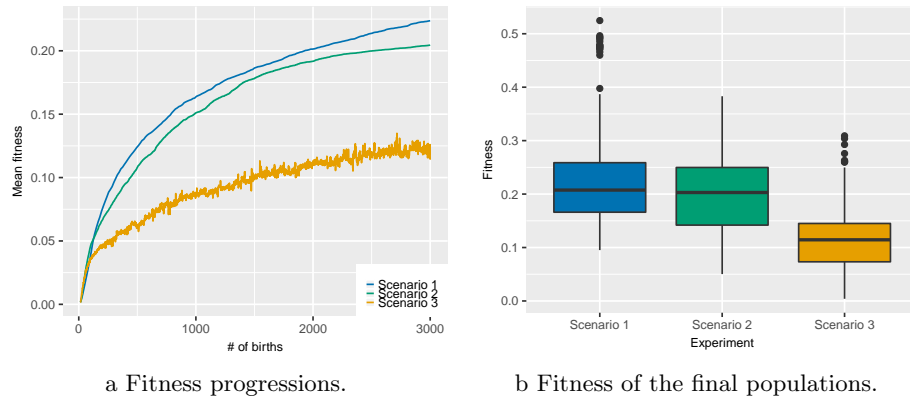 0.20
0.15
0.10
0.05
0.00
Mean fitness
0
1000
2000
3000
# of births
Scenario 1
Scenario 2
Scenario 3
a Fitness progressions.
0.5
0.4
0.3
0.2
0.1
0.0
Fitness
Scenario 1
Scenario 2
Scenario 3
Experiment
b Fitness of the final populations.